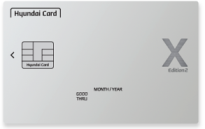 Hyundai Card
Hyundai Card
X
Edition2
MONTH / YEAR
GOOD
THRU